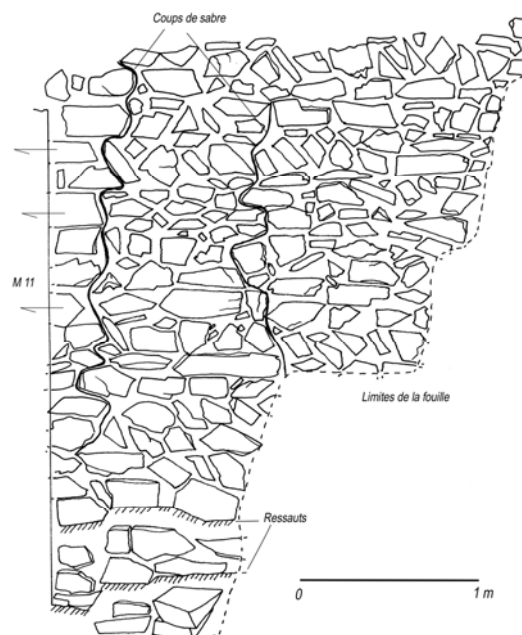 Coups de sabre
M 11
Limites de la fouille
Ressauts
0 1 m